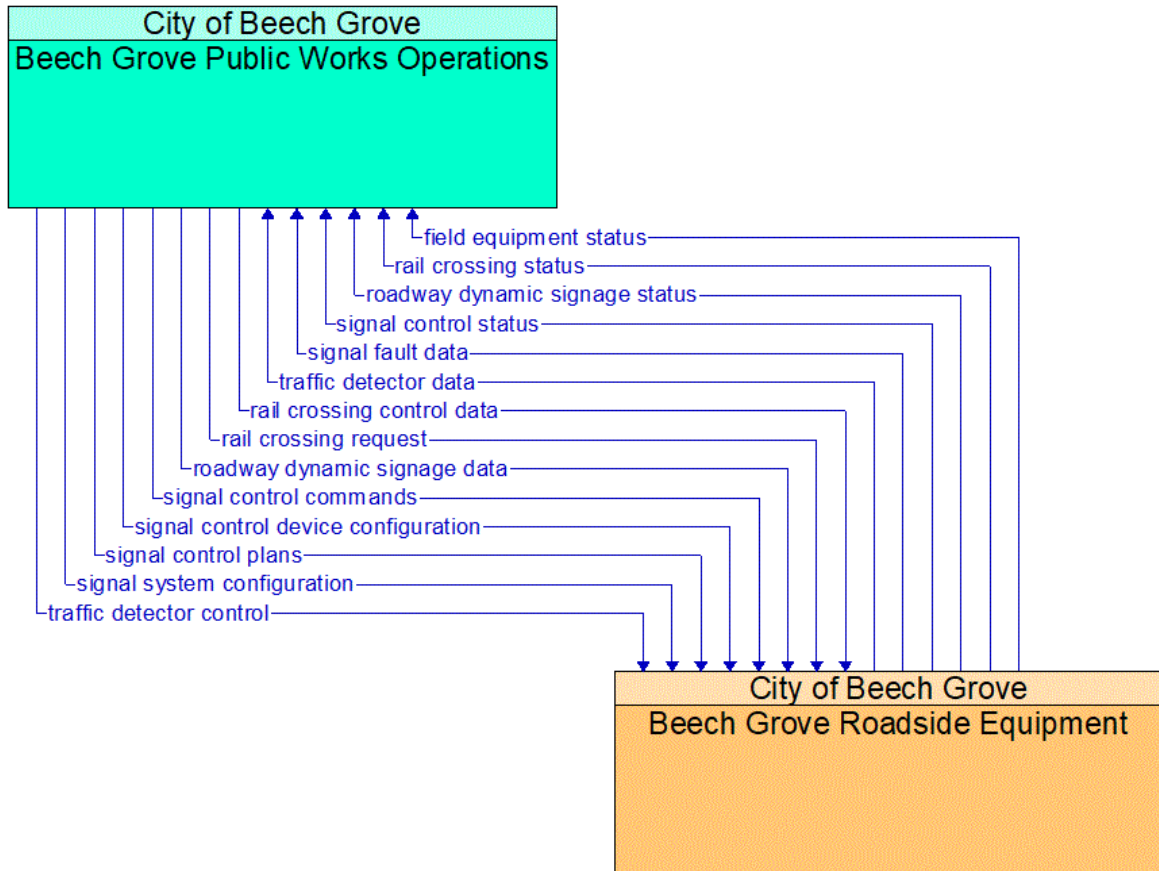 City of Beech Grove
Beech Grove Public Works Operations
field equipment status
rail crossing status
roadway dynamic signage status
signal control status
signal fault data
traffic detector data
rail crossing control data
rail crossing request
roadway dynamic signage data
signal control commands
signal control device configuration
signal control plans
signal system configuration
traffic detector control
City of Beech Grove
Beech Grove Roadside Equipment